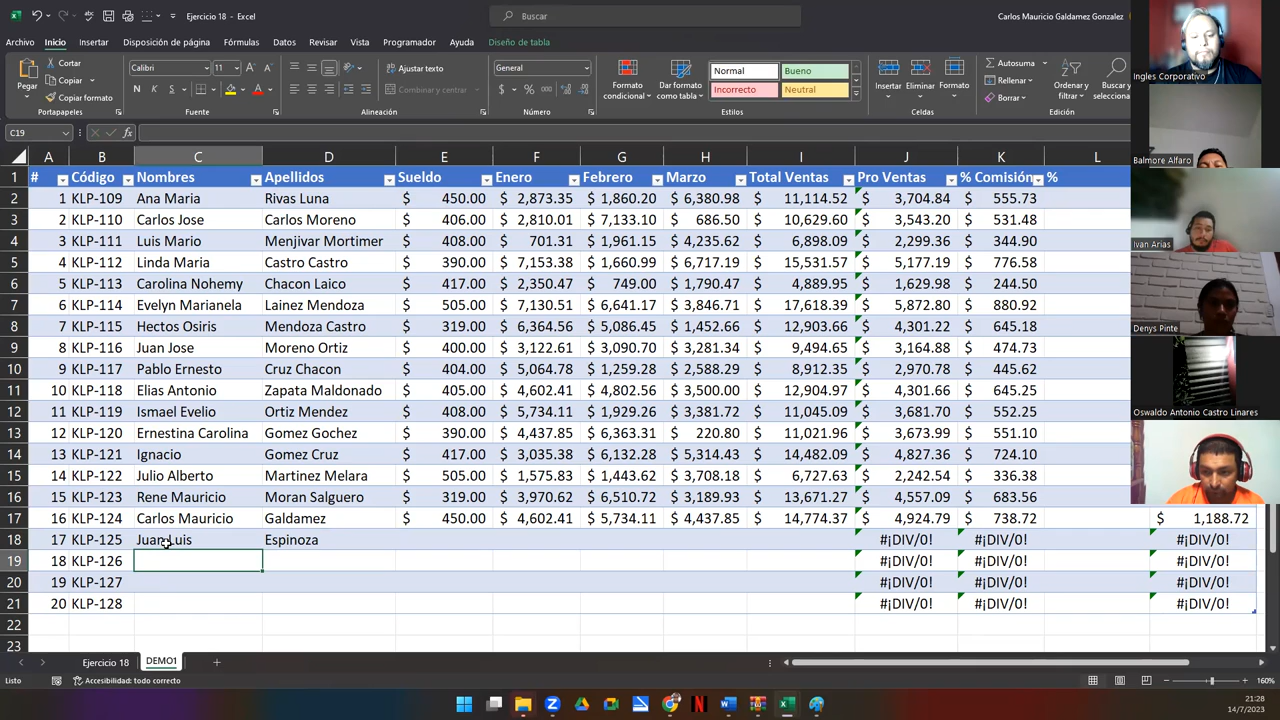 Ejercicio 18 - Excel
Buscar
Carlos Mauricio Galdamez Gonzalez
Archivo Inicio Insertar Disposición de página Fórmulas Datos Revisar Vista Programador Ayuda Diseño de tabla
Pegar
Cortar
Copiar
Copiar formato
Portapapeles
Calibri 11
N K S
Fuente
Ajustar texto
Combinar y centrar
Alineación
General
$ % 000
Número
Formato condicional
Dar formato como tabla
Normal Bueno
Incorrecto Neutral
Estilos
Insertar Eliminar Formato
Celdas
Autosuma
Rellenar
Borrar
Ordenar y filtrar
Buscar y selecciona
Edición
C19 fx
A B C D E F G H I J K L
1 # Código Nombres Apellidos Sueldo Enero Febrero Marzo Total Ventas Pro Ventas % Comisión %
2 1 KLP-109 Ana Maria Rivas Luna $ 450.00 $ 2,873.35 $ 1,860.20 $ 6,380.98 $ 11,114.52 $ 3,704.84 $ 555.73
3 2 KLP-110 Carlos Jose Carlos Moreno $ 406.00 $ 2,810.01 $ 7,133.10 $ 686.50 $ 10,629.60 $ 3,543.20 $ 531.48
4 3 KLP-111 Luis Mario Menjivar Mortimer $ 408.00 $ 701.31 $ 1,961.15 $ 4,235.62 $ 6,898.09 $ 2,299.36 $ 344.90
5 4 KLP-112 Linda Maria Castro Castro $ 390.00 $ 7,153.38 $ 1,660.99 $ 6,717.19 $ 15,531.57 $ 5,177.19 $ 776.58
6 5 KLP-113 Carolina Nohemy Chacon Laico $ 417.00 $ 2,350.47 $ 749.00 $ 1,790.47 $ 4,889.95 $ 1,629.98 $ 244.50
7 6 KLP-114 Eveyn Marianela Lainez Mendoza $ 505.00 $ 7,130.51 $ 6,641.17 $ 3,846.71 $ 17,618.39 $ 5,872.80 $ 880.92
8 7 KLP-115 Hectos Osiris Mendoza Castro $ 319.00 $ 6,364.56 $ 5,086.45 $ 1,452.66 $ 12,903.66 $ 4,301.22 $ 645.18
9 8 KLP-116 Juan Jose Moreno Ortiz $ 400.00 $ 3,122.61 $ 3,090.70 $ 3,281.34 $ 9,494.65 $ 3,164.88 $ 474.73
10 9 KLP-117 Pablo Ernesto Cruz Chacon $ 404.00 $ 5,064.78 $ 1,259.28 $ 2,588.29 $ 8,912.35 $ 2,970.78 $ 445.62
11 10 KLP-118 Elias Antonio Zapata Maldonado $ 405.00 $ 4,602.41 $ 4,802.56 $ 3,500.00 $ 12,904.97 $ 4,301.66 $ 645.25
12 11 KLP-119 Ismael Evelio Ortiz Mendez $ 408.00 $ 5,734.11 $ 1,929.26 $ 3,381.72 $ 11,045.09 $ 3,681.70 $ 552.25
13 12 KLP-120 Ernestina Carolina Gomez Gochez $ 390.00 $ 4,437.85 $ 6,363.31 $ 220.80 $ 11,021.96 $ 3,673.99 $ 551.10
14 13 KLP-121 Ignacio Gomez Cruz $ 417.00 $ 3,035.38 $ 6,132.28 $ 5,314.43 $ 14,482.09 $ 4,827.36 $ 724.10
15 14 KLP-122 Julio Alberto Martinez Melara $ 505.00 $ 1,575.83 $ 1,443.62 $ 3,708.18 $ 6,727.63 $ 2,242.54 $ 336.38
16 15 KLP-123 Rene Mauricio Moran Salguero $ 319.00 $ 3,970.62 $ 6,510.72 $ 3,189.93 $ 13,671.27 $ 4,557.09 $ 683.56
17 16 KLP-124 Carlos Mauricio Galdamez $ 450.00 $ 4,602.41 $ 5,734.11 $ 4,437.85 $ 14,774.37 $ 4,924.79 $ 738.72 $ 1,188.72
18 17 KLP-125 Juan Luis Espinoza #¡DIV/0! #¡DIV/0! #¡DIV/0!
19 18 KLP-126 #¡DIV/0! #¡DIV/0! #¡DIV/0!
20 19 KLP-127 #¡DIV/0! #¡DIV/0! #¡DIV/0!
21 20 KLP-128 #¡DIV/0! #¡DIV/0! #¡DIV/0!
22
23
Ingles Corporativo
Balmore Alfaro
Ivan Arias
Denys Pinte
Oswaldo Antonio Castro Linares
Ejercicio 18 DEMO1
Listo Accesibilidad: todo correcto 160%
21:28
14/7/2023